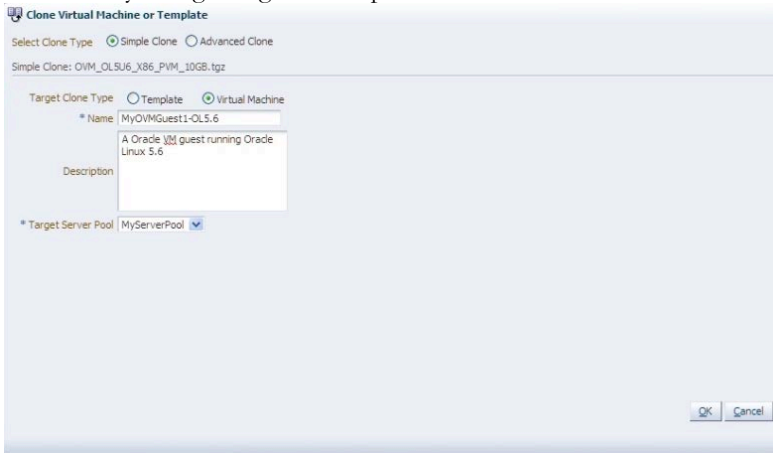 Clone Virtual Machine or Template
Select Clone Type Simple Clone Advanced Clone
Simple Clone: OVM_OL5U6_X86_PVM_10GB.tgz
Target Clone Type Template Virtual Machine
* Name MyOVMGuest1-OL5.6
A Oracle VM guest running Oracle
Linux 5.6
Description
* Target Server Pool MyServerPool
OK Cancel